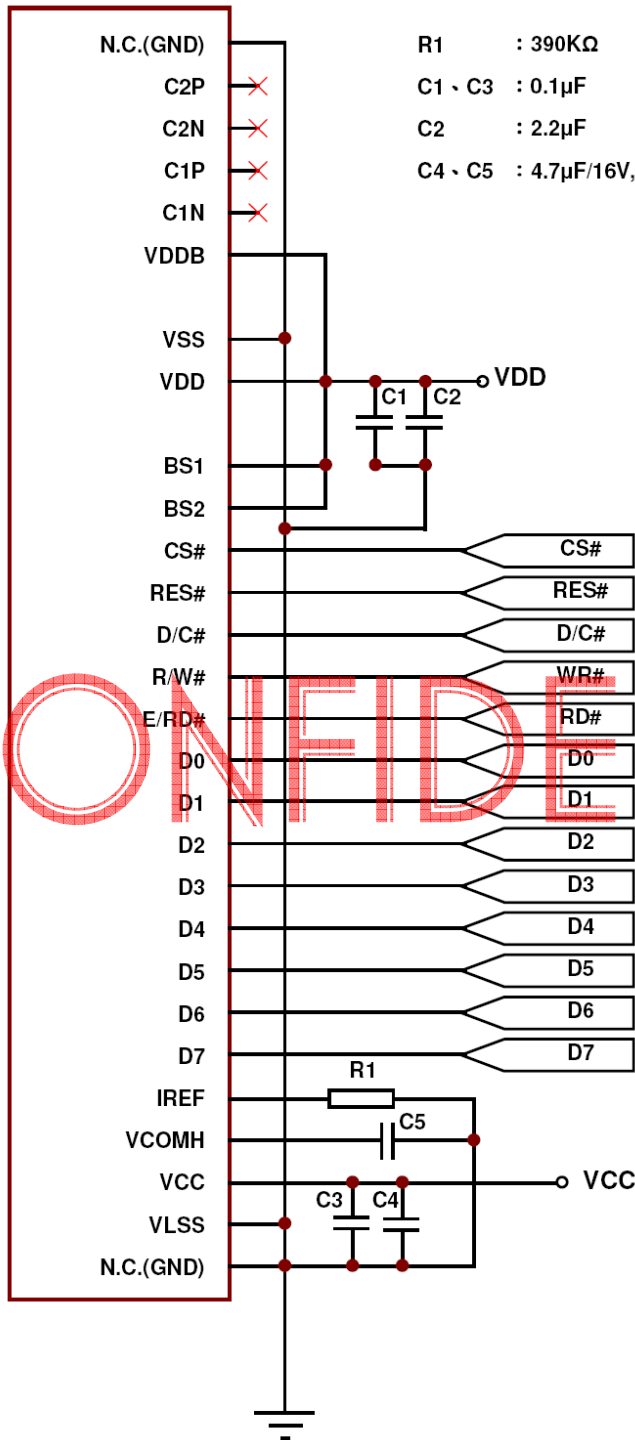 N.C.(GND)
R1 : 390KΩ
C2P
C1、C3 : 0.1μF
C2N
C2 : 2.2μF
C1P
C4、C5 : 4.7μF/16V,
C1N
VDDB
VSS
VDD
VDD
C1 C2
BS1
BS2
CS# CS#
RES# RES#
D/C# D/C#
R/W# WR#
E/RD# RD#
ONFIDE
D0 D0
D1 D1
D2 D2
D3 D3
D4 D4
D5 D5
D6 D6
D7 D7
R1
IREF
C5
VCOMH
VCC VCC
C3 C4
VLSS
N.C.(GND)